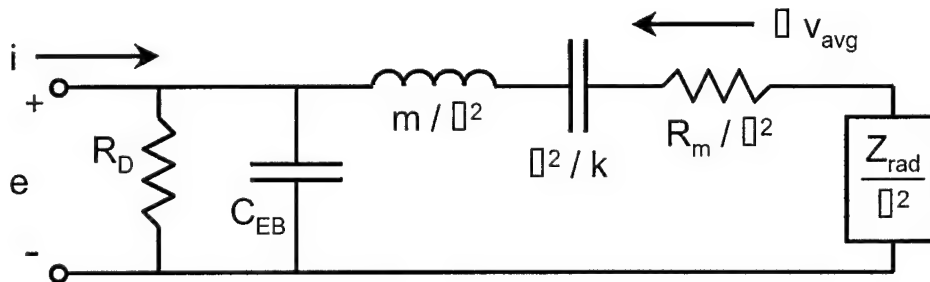 i
▯ v_avg
+
R_D
e
C_EB
m / ▯²
▯² / k
R_m / ▯²
Z_rad
▯²
-